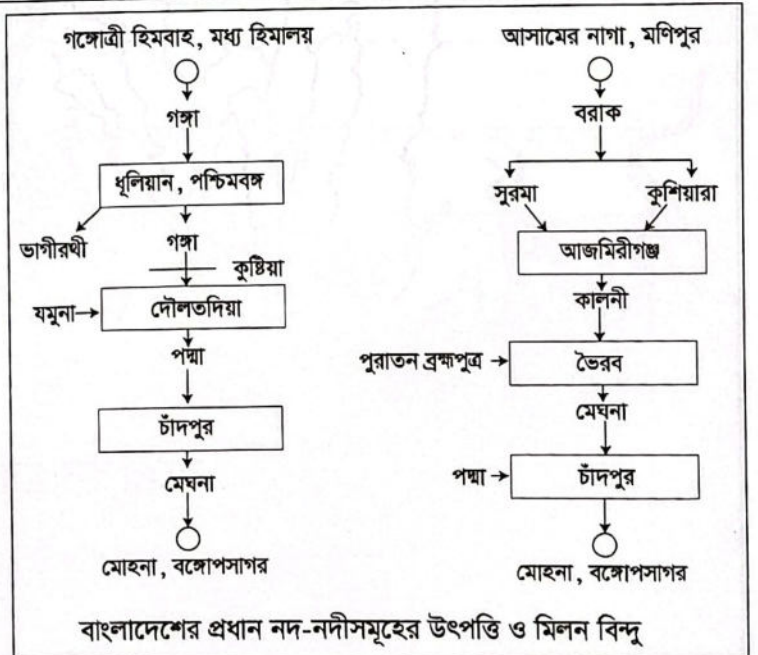 গঙ্গোত্রী হিমবাহ, মধ্য হিমালয়
গঙ্গা
ধূলিয়ান, পশ্চিমবঙ্গ
ভাগীরথী
গঙ্গা
কুষ্টিয়া
যমুনা
দৌলতদিয়া
পদ্মা
চাঁদপুর
মেঘনা
মোহনা, বঙ্গোপসাগর
আসামের নাগা, মণিপুর
বরাক
সুরমা
কুশিয়ারা
আজমিরীগঞ্জ
কালনী
পুরাতন ব্রহ্মপুত্র
ভৈরব
মেঘনা
পদ্মা
চাঁদপুর
মোহনা, বঙ্গোপসাগর
বাংলাদেশের প্রধান নদ-নদীসমূহের উৎপত্তি ও মিলন বিন্দু